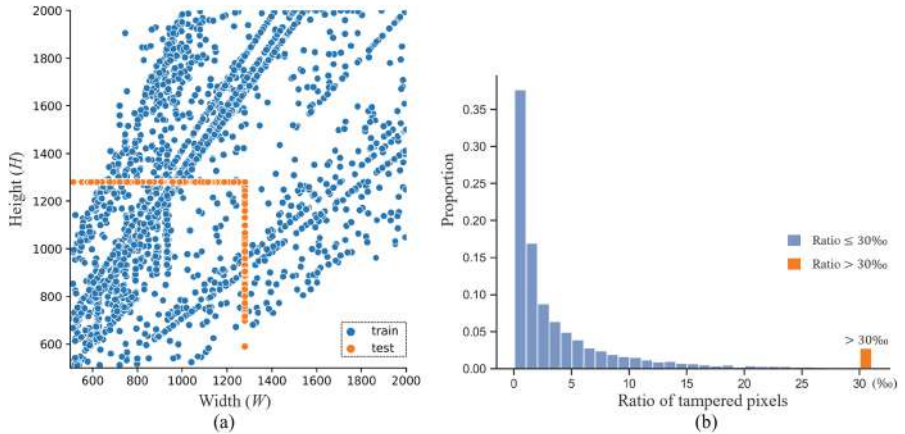 2000
1800
1600
1400
1200
1000
800
600
Height (H)
600 800 1000 1200 1400 1600 1800 2000
Width (W)
train
test
(a)
0.35
0.30
0.25
0.20
0.15
0.10
0.05
0.00
Proportion
Ratio ≤ 30‰
Ratio > 30‰
> 30‰
0 5 10 15 20 25 30 (‰)
Ratio of tampered pixels
(b)